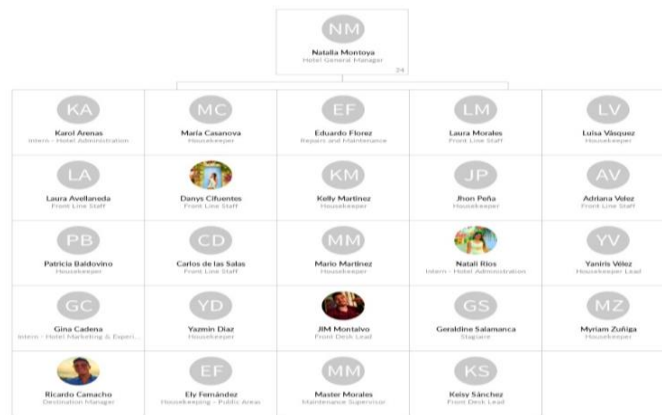 NM
Natalia Montoya
Hotel General Manager
24
KA
Karol Arenas
Intern - Hotel Administration
MC
María Casanova
Housekeeper
EF
Eduardo Florez
Repairs and Maintenance
LM
Laura Morales
Front Line Staff
LV
Luisa Vásquez
Housekeeper
LA
Laura Avellaneda
Front Line Staff
Danys Cifuentes
Front Line Staff
KM
Kelly Martinez
Housekeeper
JP
Jhon Peña
Housekeeper
AV
Adriana Velez
Front Line Staff
PB
Patricia Baldovino
Housekeeper
CD
Carlos de las Salas
Front Line Staff
MM
Mario Martinez
Housekeeper
Natali Rios
Intern - Hotel Administration
YV
Yaniris Vélez
Housekeeper Lead
GC
Gina Cadena
Intern - Hotel Marketing & Experi...
YD
Yazmin Diaz
Housekeeper
JIM Montalvo
Front Desk Lead
GS
Geraldine Salamanca
Stagiaire
MZ
Myriam Zuñiga
Housekeeper
Ricardo Camacho
Destination Manager
EF
Ely Fernández
Housekeeping - Public Areas
MM
Master Morales
Maintenance Supervisor
KS
Keisy Sánchez
Front Desk Lead